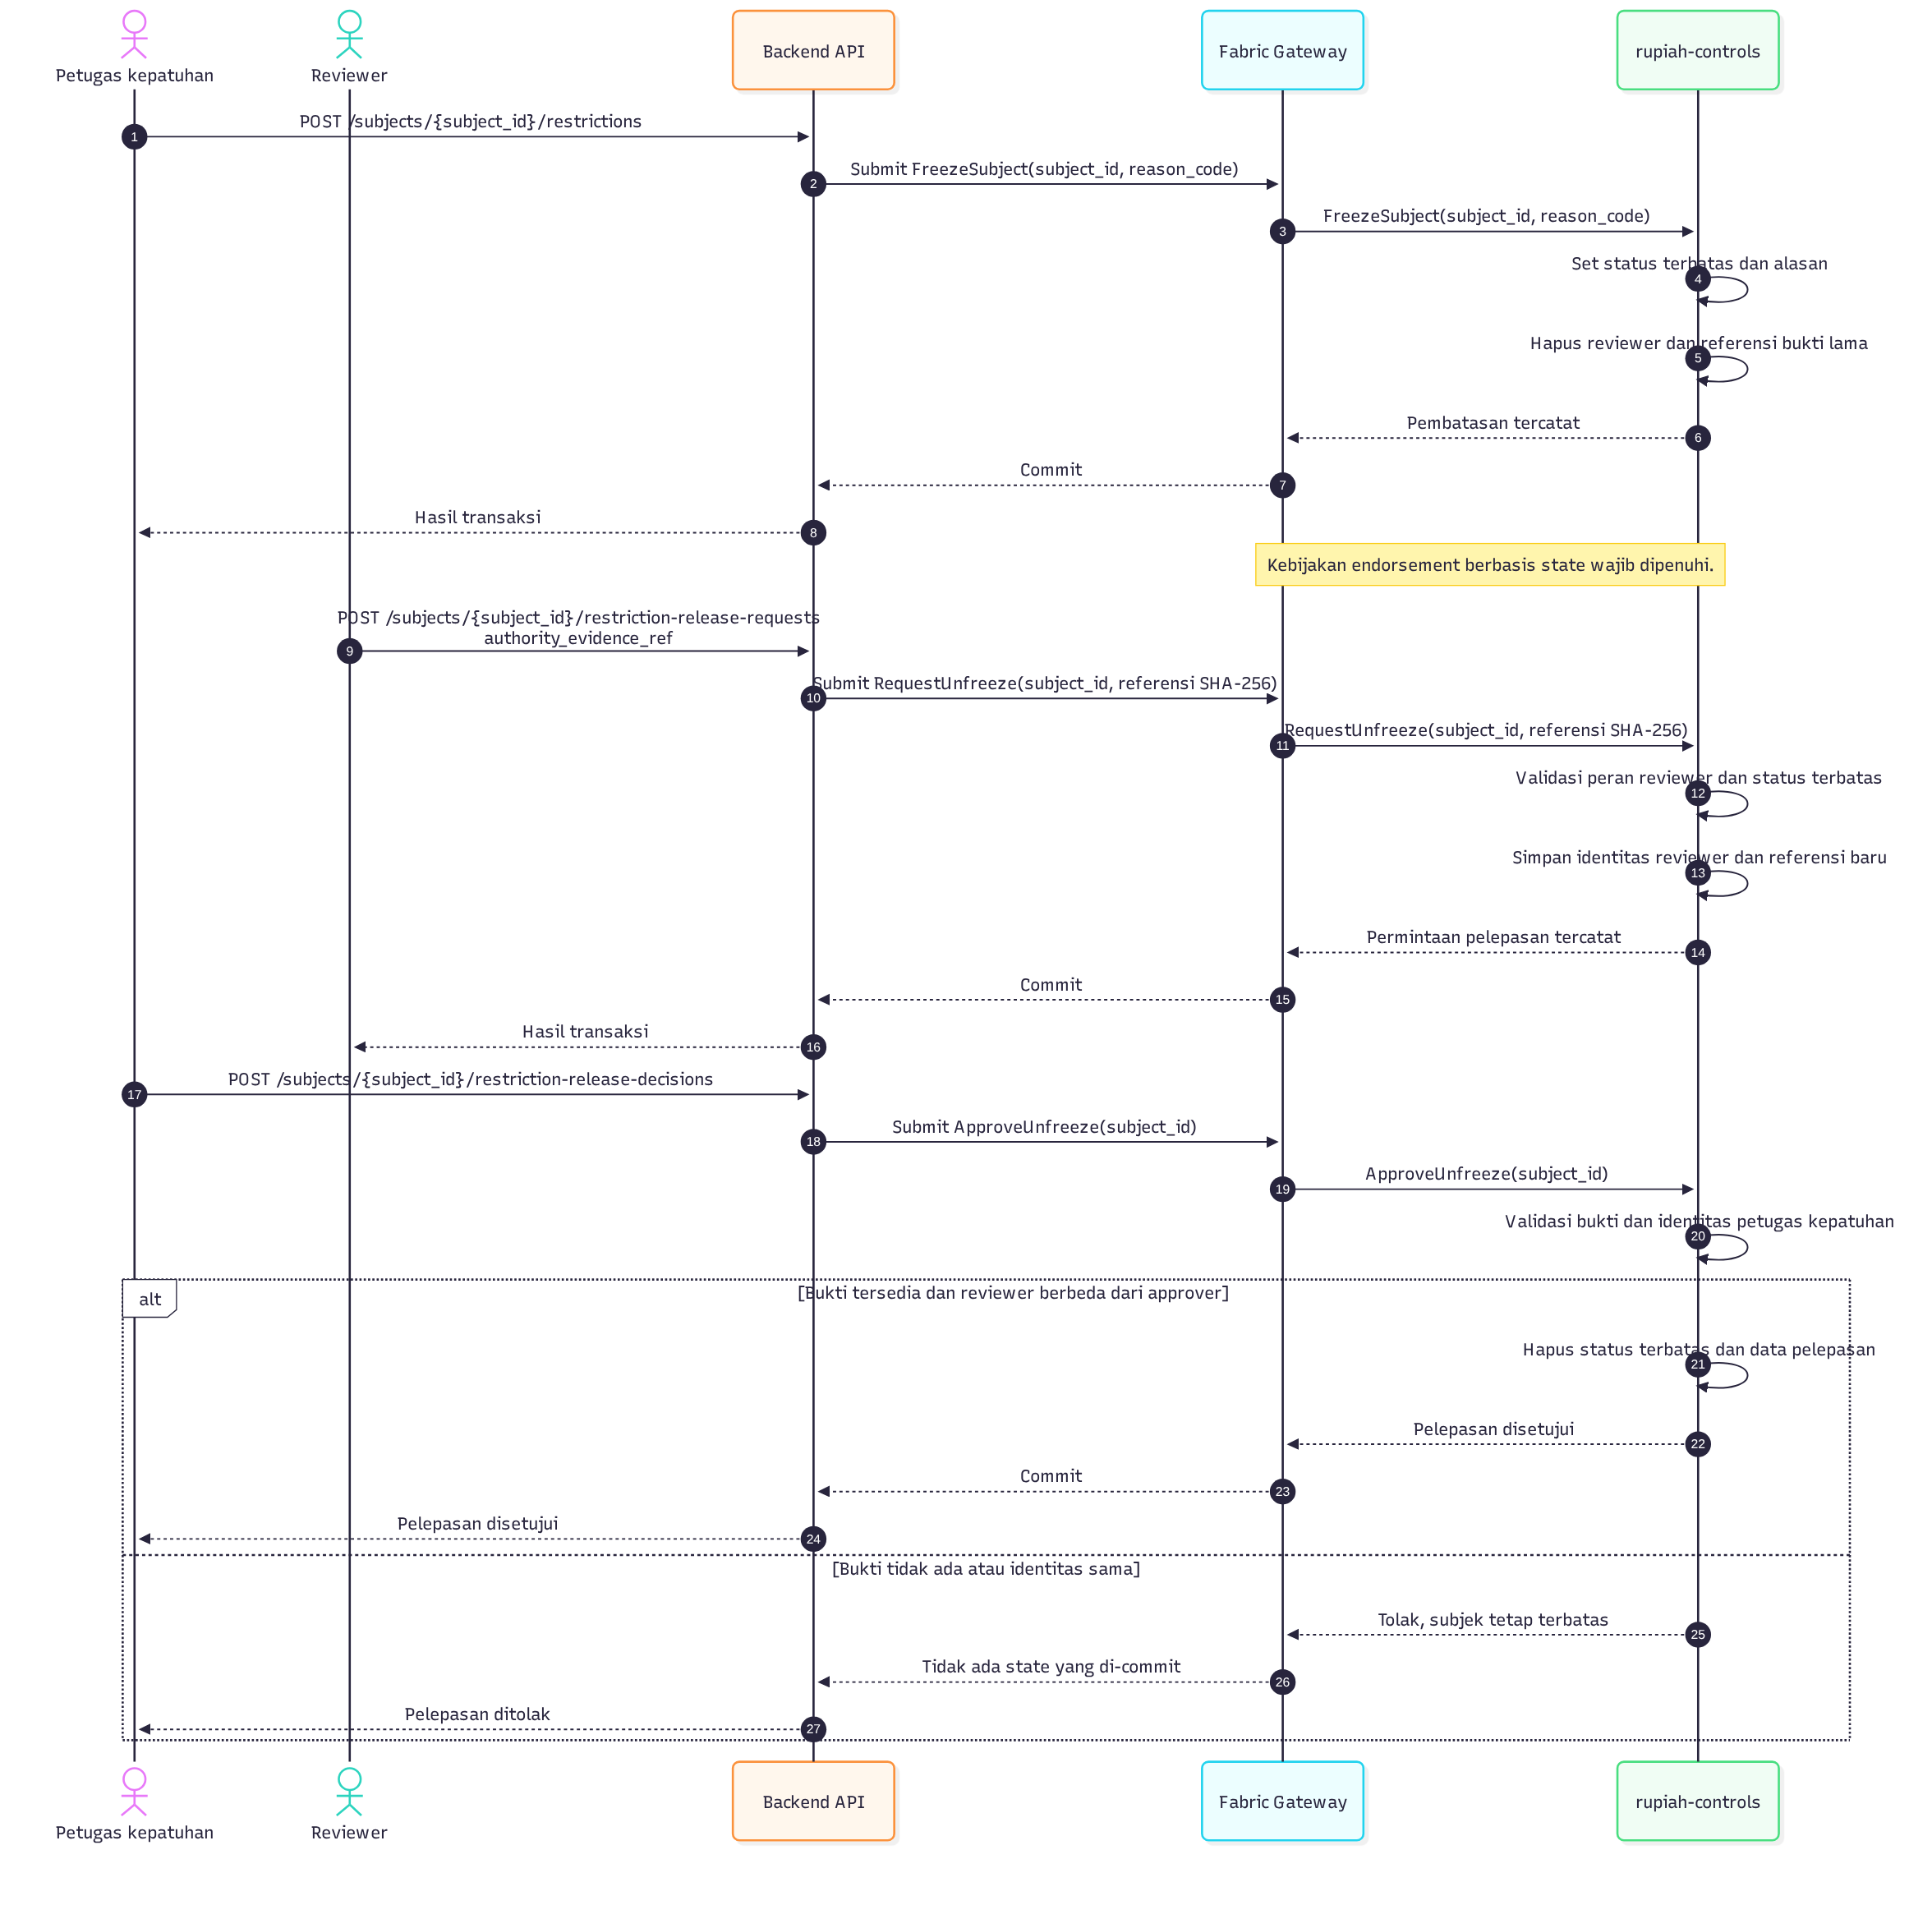 Petugas kepatuhan
Reviewer
Backend API
Fabric Gateway
rupiah-controls
POST /subjects/{subject_id}/restrictions
1
Submit FreezeSubject(subject_id, reason_code)
2
FreezeSubject(subject_id, reason_code)
3
Set status terbatas dan alasan
4
Hapus reviewer dan referensi bukti lama
5
Pembatasan tercatat
6
Commit
7
Hasil transaksi
8
Kebijakan endorsement berbasis state wajib dipenuhi.
POST /subjects/{subject_id}/restriction-release-requests
authority_evidence_ref
9
Submit RequestUnfreeze(subject_id, referensi SHA-256)
10
RequestUnfreeze(subject_id, referensi SHA-256)
11
Validasi peran reviewer dan status terbatas
12
Simpan identitas reviewer dan referensi baru
13
Permintaan pelepasan tercatat
14
Commit
15
Hasil transaksi
16
POST /subjects/{subject_id}/restriction-release-decisions
17
Submit ApproveUnfreeze(subject_id)
18
ApproveUnfreeze(subject_id)
19
Validasi bukti dan identitas petugas kepatuhan
20
alt
[Bukti tersedia dan reviewer berbeda dari approver]
Hapus status terbatas dan data pelepasan
21
Pelepasan disetujui
22
Commit
23
Pelepasan disetujui
24
[Bukti tidak ada atau identitas sama]
Tolak, subjek tetap terbatas
25
Tidak ada state yang di-commit
26
Pelepasan ditolak
27
Petugas kepatuhan
Reviewer
Backend API
Fabric Gateway
rupiah-controls